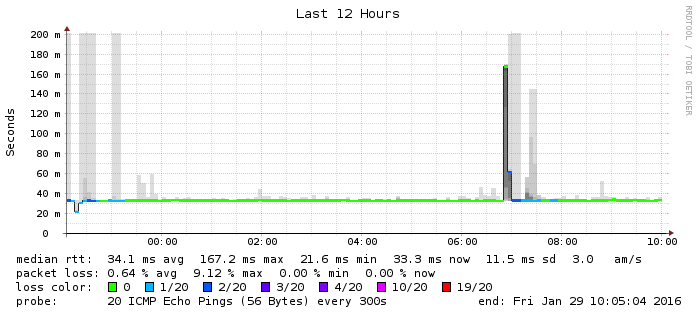 Last 12 Hours
RRDTOOL / TOBI OETIKER
Seconds
200 m
180 m
160 m
140 m
120 m
100 m
80 m
60 m
40 m
20 m
0
00:00 02:00 04:00 06:00 08:00 10:00
median rtt: 34.1 ms avg 167.2 ms max 21.6 ms min 33.3 ms now 11.5 ms sd 3.0 am/s
packet loss: 0.64 % avg 9.12 % max 0.00 % min 0.00 % now
loss color: 0 1/20 2/20 3/20 4/20 10/20 19/20
probe: 20 ICMP Echo Pings (56 Bytes) every 300s end: Fri Jan 29 10:05:04 2016